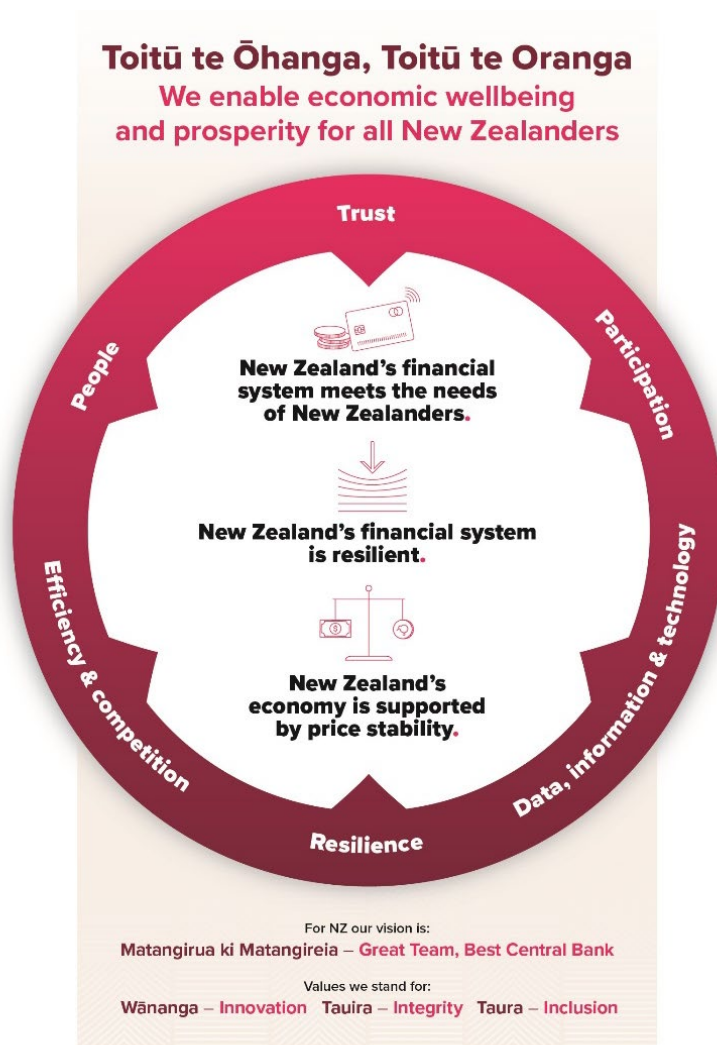 Toitū te Ōhanga, Toitū te Oranga
We enable economic wellbeing
and prosperity for all New Zealanders
Trust
Participation
Data, information & technology
Resilience
Efficiency & competition
People
New Zealand's financial
system meets the needs
of New Zealanders.
New Zealand's financial system
is resilient.
New Zealand's
economy is supported
by price stability.
For NZ our vision is:
Matangirua ki Matangireia – Great Team, Best Central Bank
Values we stand for:
Wānanga – Innovation Tauira – Integrity Taura – Inclusion